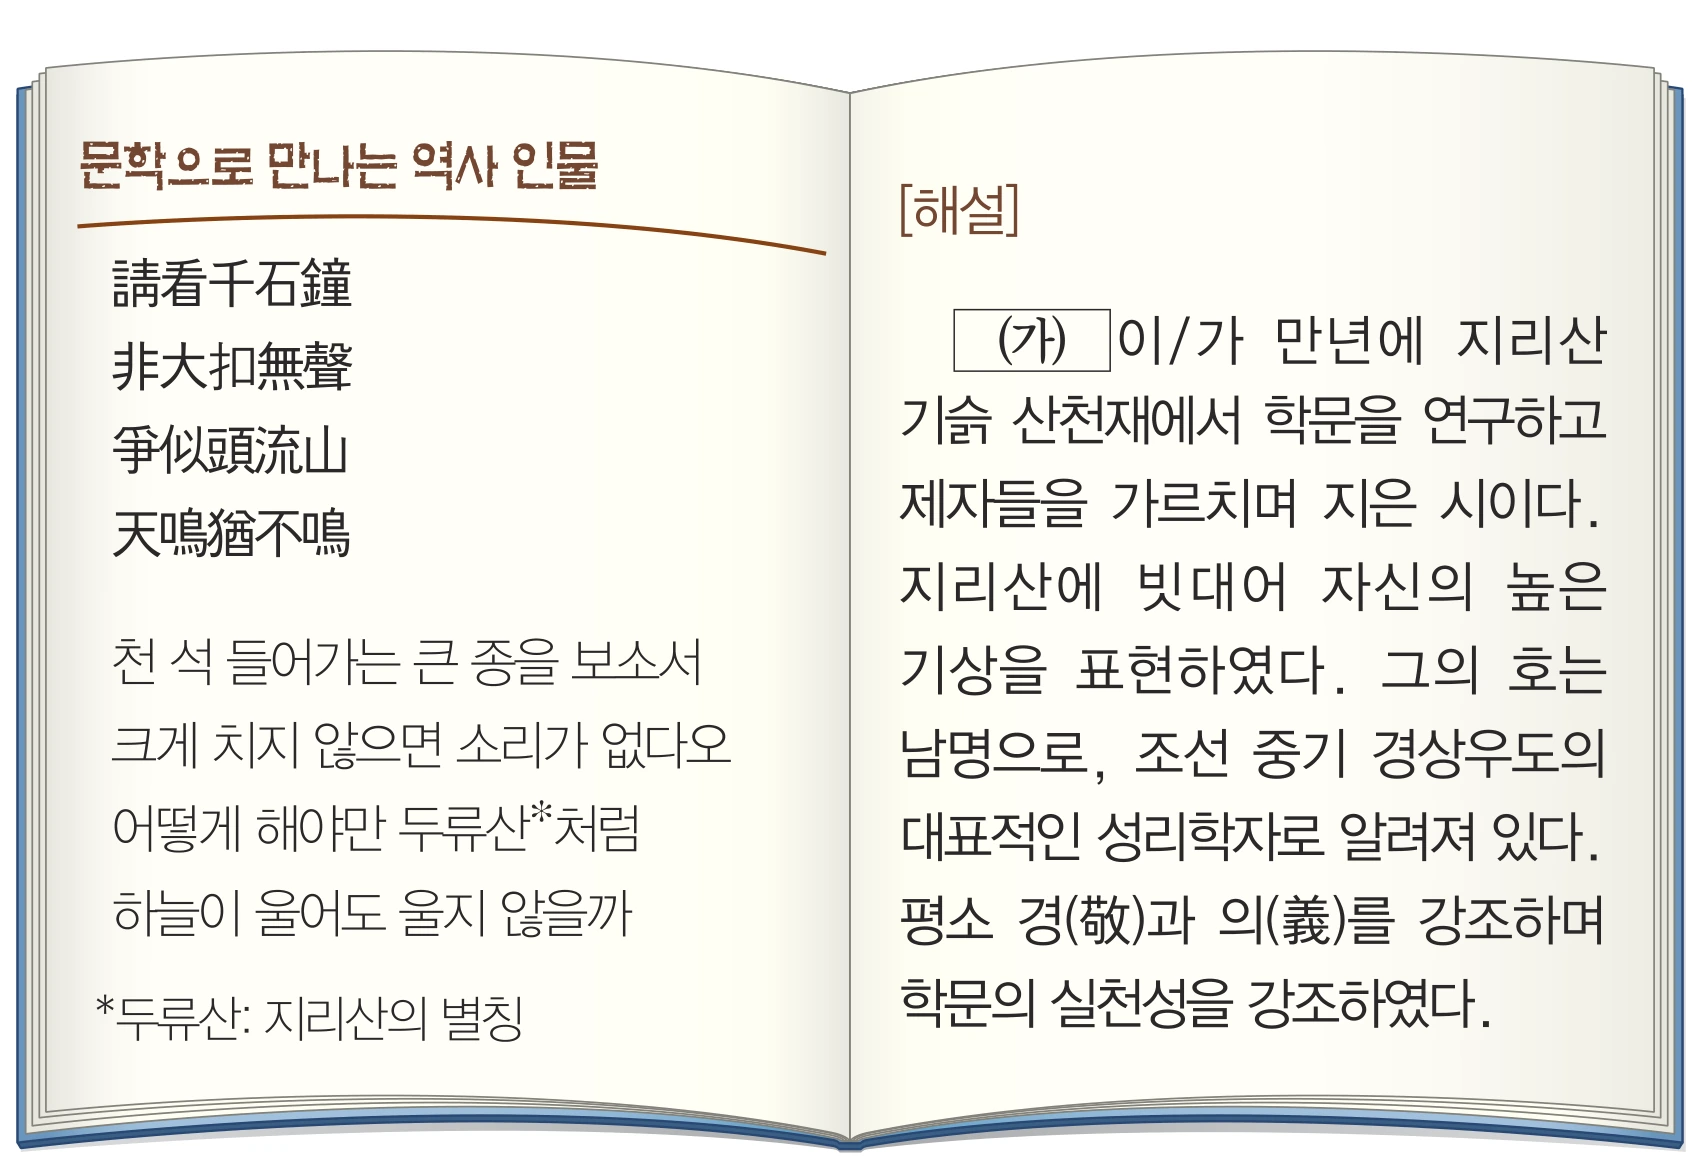 문학으로 만나는 역사 인물
請看千石鐘
非大扣無聲
爭似頭流山
天鳴猶不鳴
천 석 들어가는 큰 종을 보소서
크게 치지 않으면 소리가 없다오
어떻게 해야만 두류산*처럼
하늘이 울어도 울지 않을까
*두류산: 지리산의 별칭
[해설]
(가) 이/가 만년에 지리산
기슭 산천재에서 학문을 연구하고
제자들을 가르치며 지은 시이다.
지리산에 빗대어 자신의 높은
기상을 표현하였다. 그의 호는
남명으로, 조선 중기 경상우도의
대표적인 성리학자로 알려져 있다.
평소 경(敬)과 의(義)를 강조하며
학문의 실천성을 강조하였다.